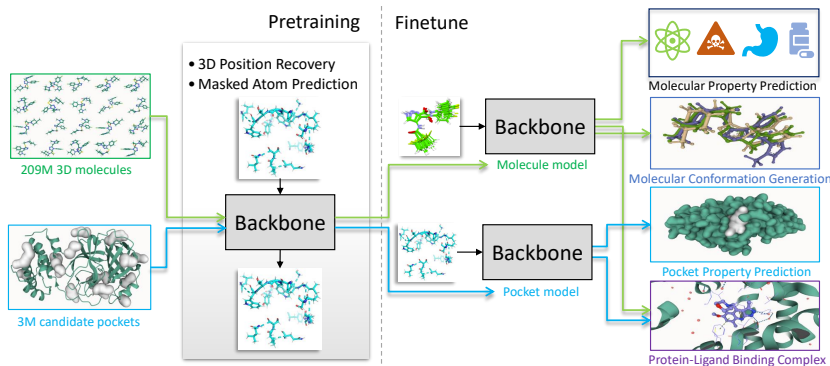 Pretraining
Finetune
• 3D Position Recovery
• Masked Atom Prediction
209M 3D molecules
3M candidate pockets
Backbone
Backbone
Molecule model
Backbone
Pocket model
Molecular Property Prediction
Molecular Conformation Generation
Pocket Property Prediction
Protein-Ligand Binding Complex